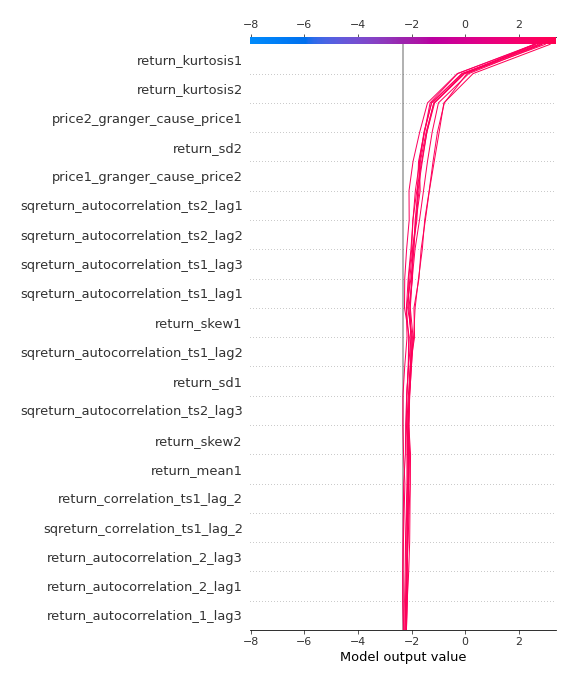 −8 −6 −4 −2 0 2
return_kurtosis1
return_kurtosis2
price2_granger_cause_price1
return_sd2
price1_granger_cause_price2
sqreturn_autocorrelation_ts2_lag1
sqreturn_autocorrelation_ts2_lag2
sqreturn_autocorrelation_ts1_lag3
sqreturn_autocorrelation_ts1_lag1
return_skew1
sqreturn_autocorrelation_ts1_lag2
return_sd1
sqreturn_autocorrelation_ts2_lag3
return_skew2
return_mean1
return_correlation_ts1_lag_2
sqreturn_correlation_ts1_lag_2
return_autocorrelation_2_lag3
return_autocorrelation_2_lag1
return_autocorrelation_1_lag3
−8 −6 −4 −2 0 2
Model output value